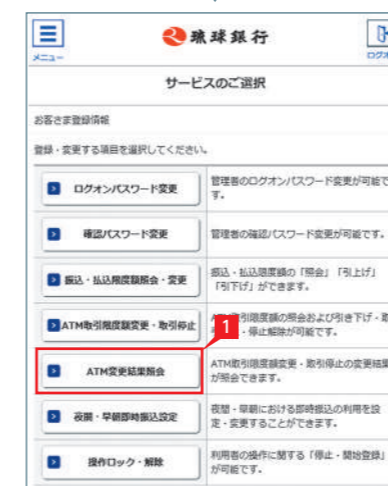 メニュー
琉球銀行
ログオ
サービスのご選択
お客さま登録情報
登録・変更する項目を選択してください。
ログオンパスワード変更
管理者のログオンパスワード変更が可能で
す。
確認パスワード変更
管理者の確認パスワード変更が可能です。
振込・払込限度額照会・変更
振込・払込限度額の「照会」「引上げ」
「引下げ」ができます。
ATM取引限度額変更・取引停止
引限度額の照会および引き下げ・取
・停止解除が可能です。
1
ATM変更結果照会
ATM取引限度額変更・取引停止の変更結果
が照会できます。
夜間・早朝即時振込設定
夜間・早朝における即時振込の利用を設
定・変更することができます。
操作ロック・解除
利用者の操作に関する「停止・開始登録」
が可能です。